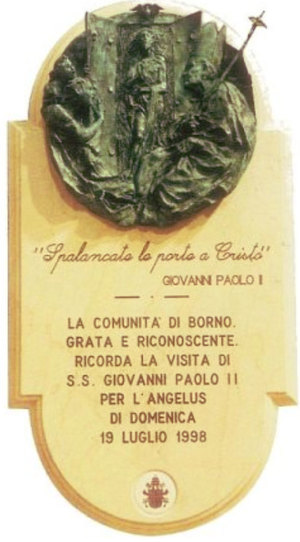 "Spalancate le porte a Cristo"
GIOVANNI PAOLO II
LA COMUNITA' DI BORNO.
GRATA E RICONOSCENTE.
RICORDA LA VISITA DI
S.S. GIOVANNI PAOLO II
PER L'ANGELUS
DI DOMENICA
19 LUGLIO 1998